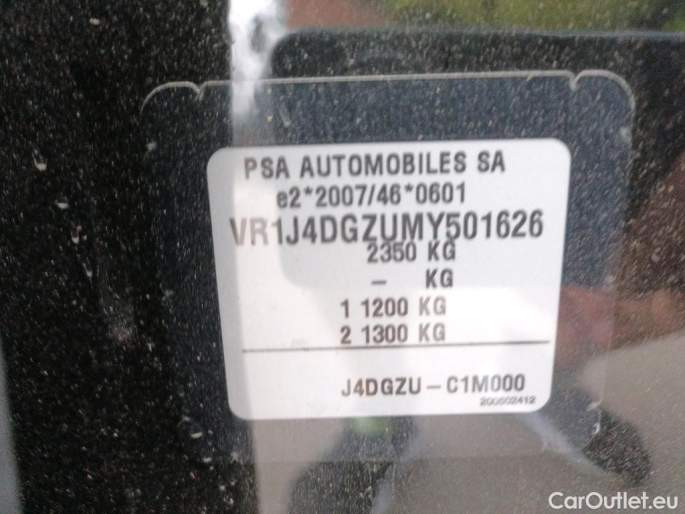 PSA AUTOMOBILES SA
e2*2007/46*0601
VR1J4DGZUMY501626
2350 KG
- KG
1 1200 KG
2 1300 KG
J4DGZU - C1M000
200602412
CarOutlet.eu